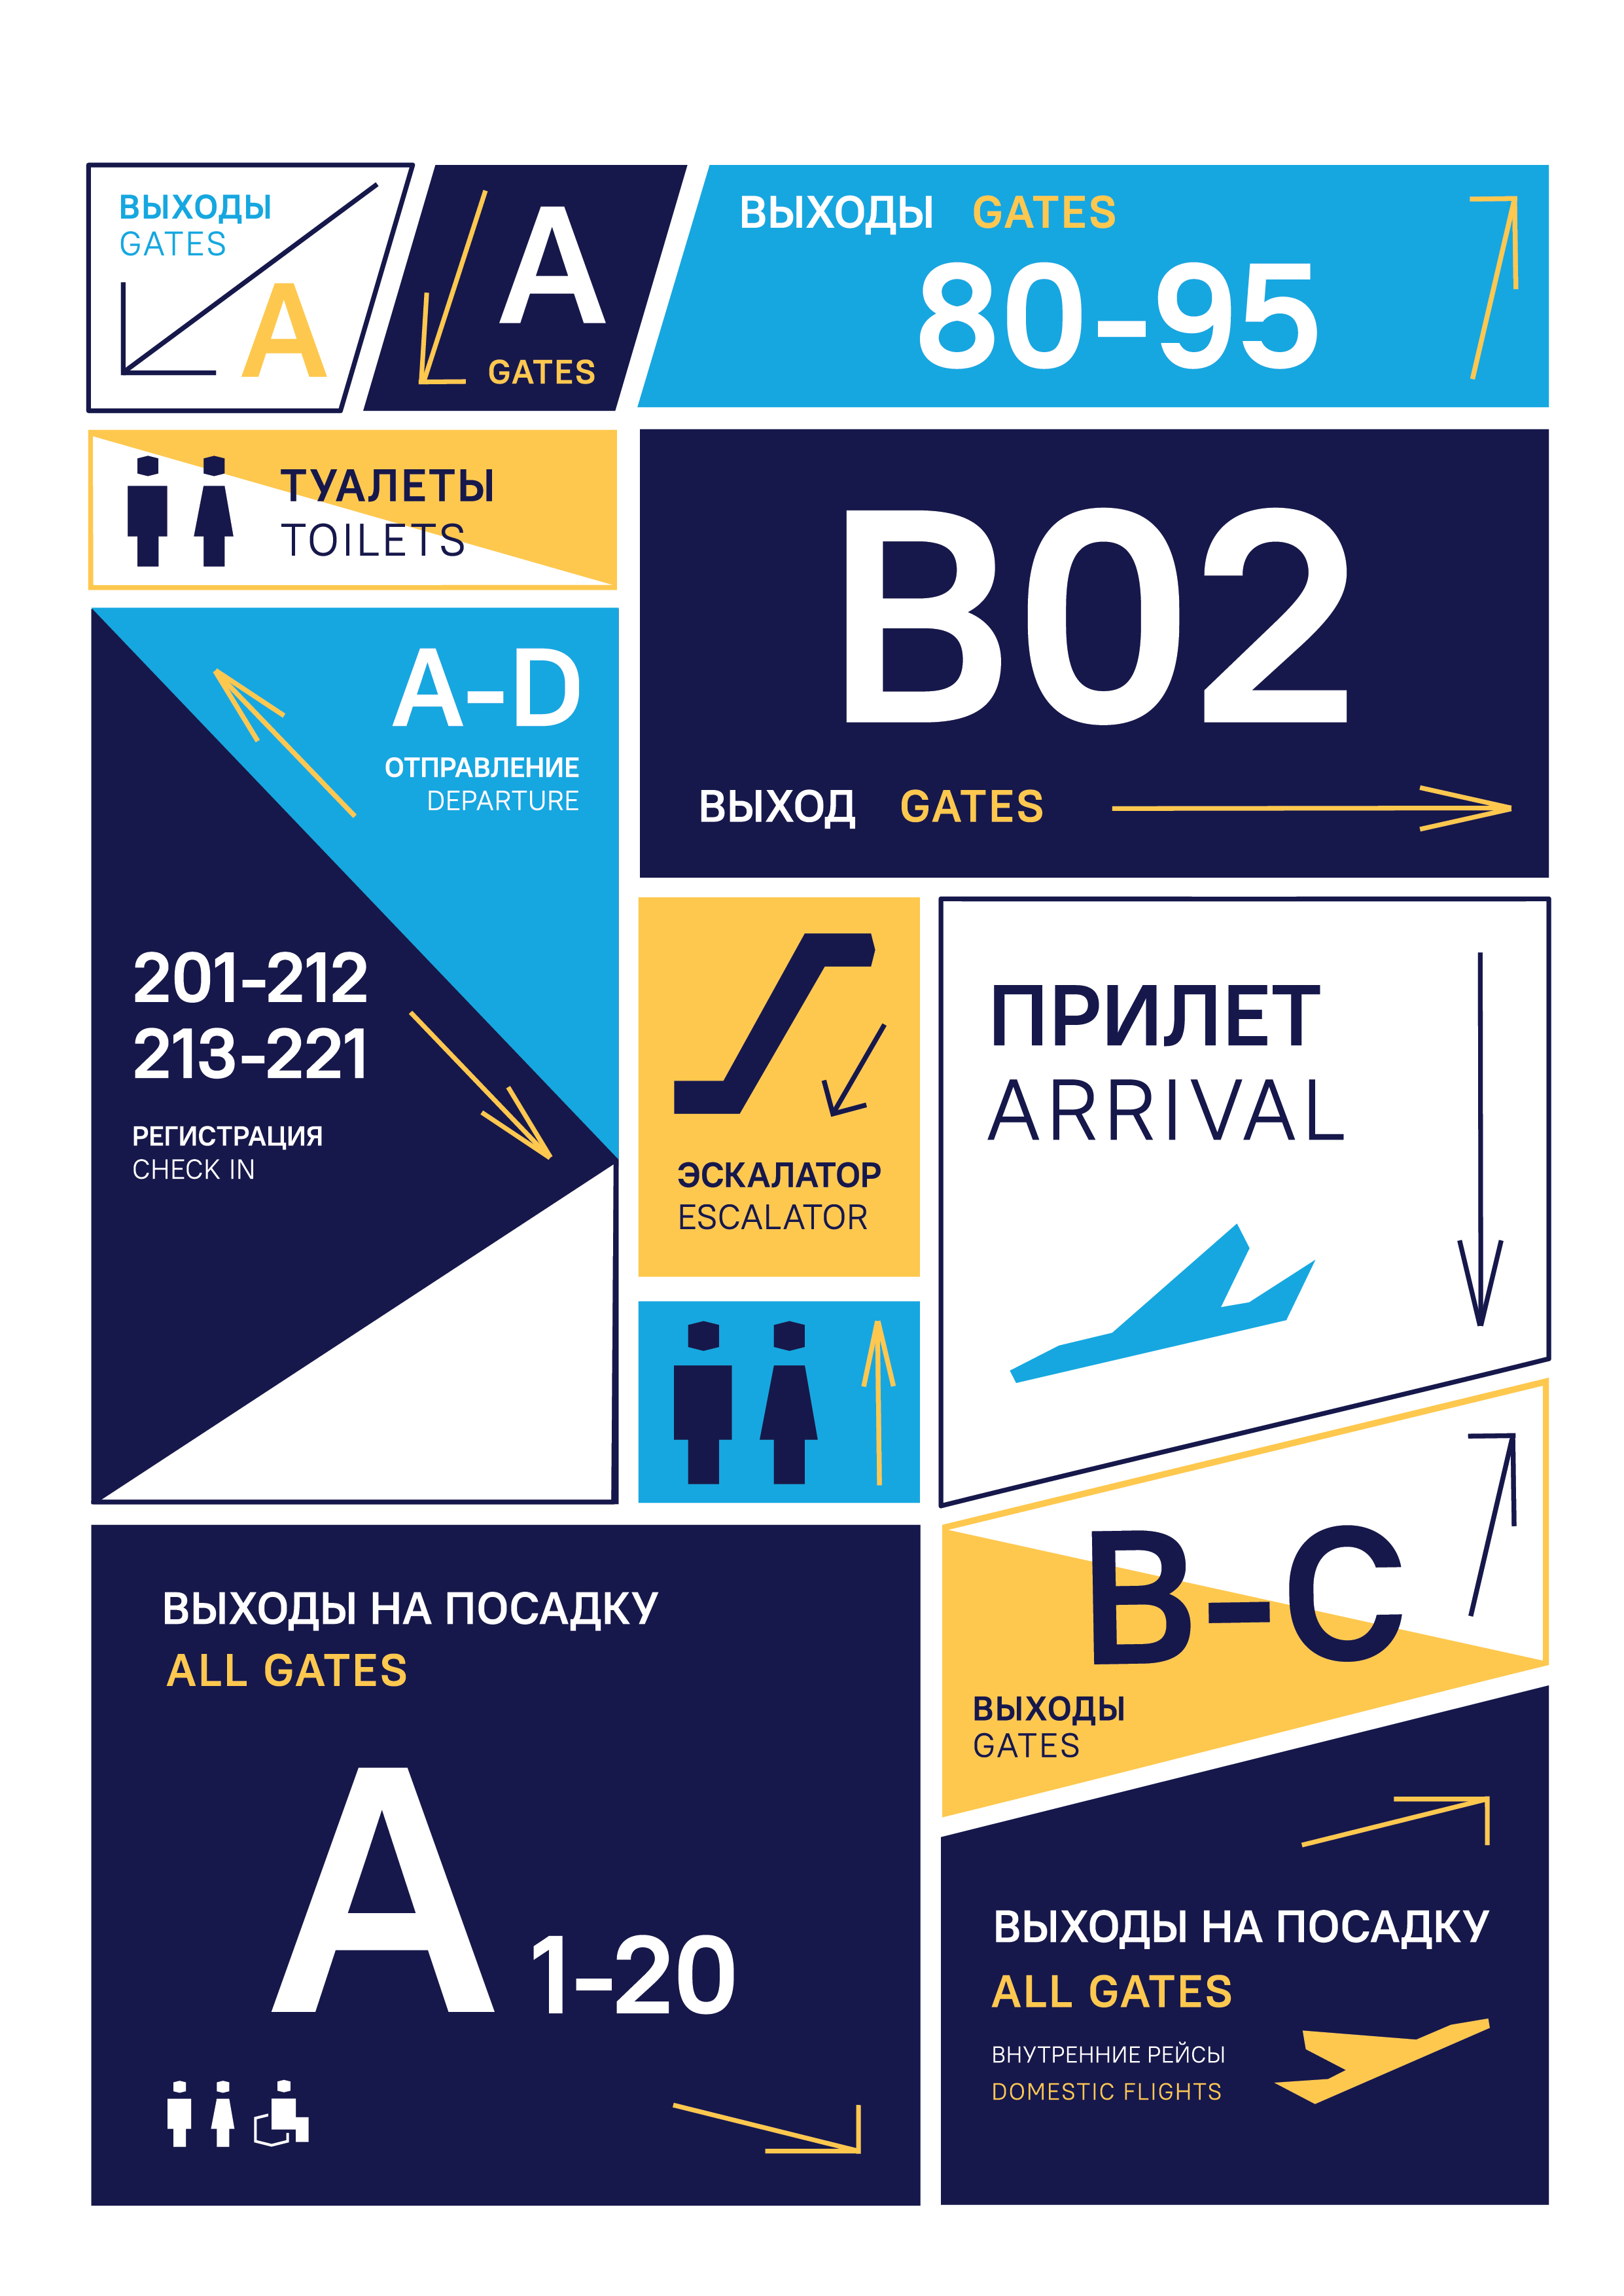 ВЫХОДЫ
GATES
A
A
GATES
ВЫХОДЫ GATES
80-95
ТУАЛЕТЫ
TOILETS
B02
ВЫХОД GATES
A-D
ОТПРАВЛЕНИЕ
DEPARTURE
201-212
213-221
РЕГИСТРАЦИЯ
CHECK IN
ЭСКАЛАТОР
ESCALATOR
ПРИЛЕТ
ARRIVAL
B-C
ВЫХОДЫ
GATES
ВЫХОДЫ НА ПОСАДКУ
ALL GATES
A 1-20
ВЫХОДЫ НА ПОСАДКУ
ALL GATES
ВНУТРЕННИЕ РЕЙСЫ
DOMESTIC FLIGHTS